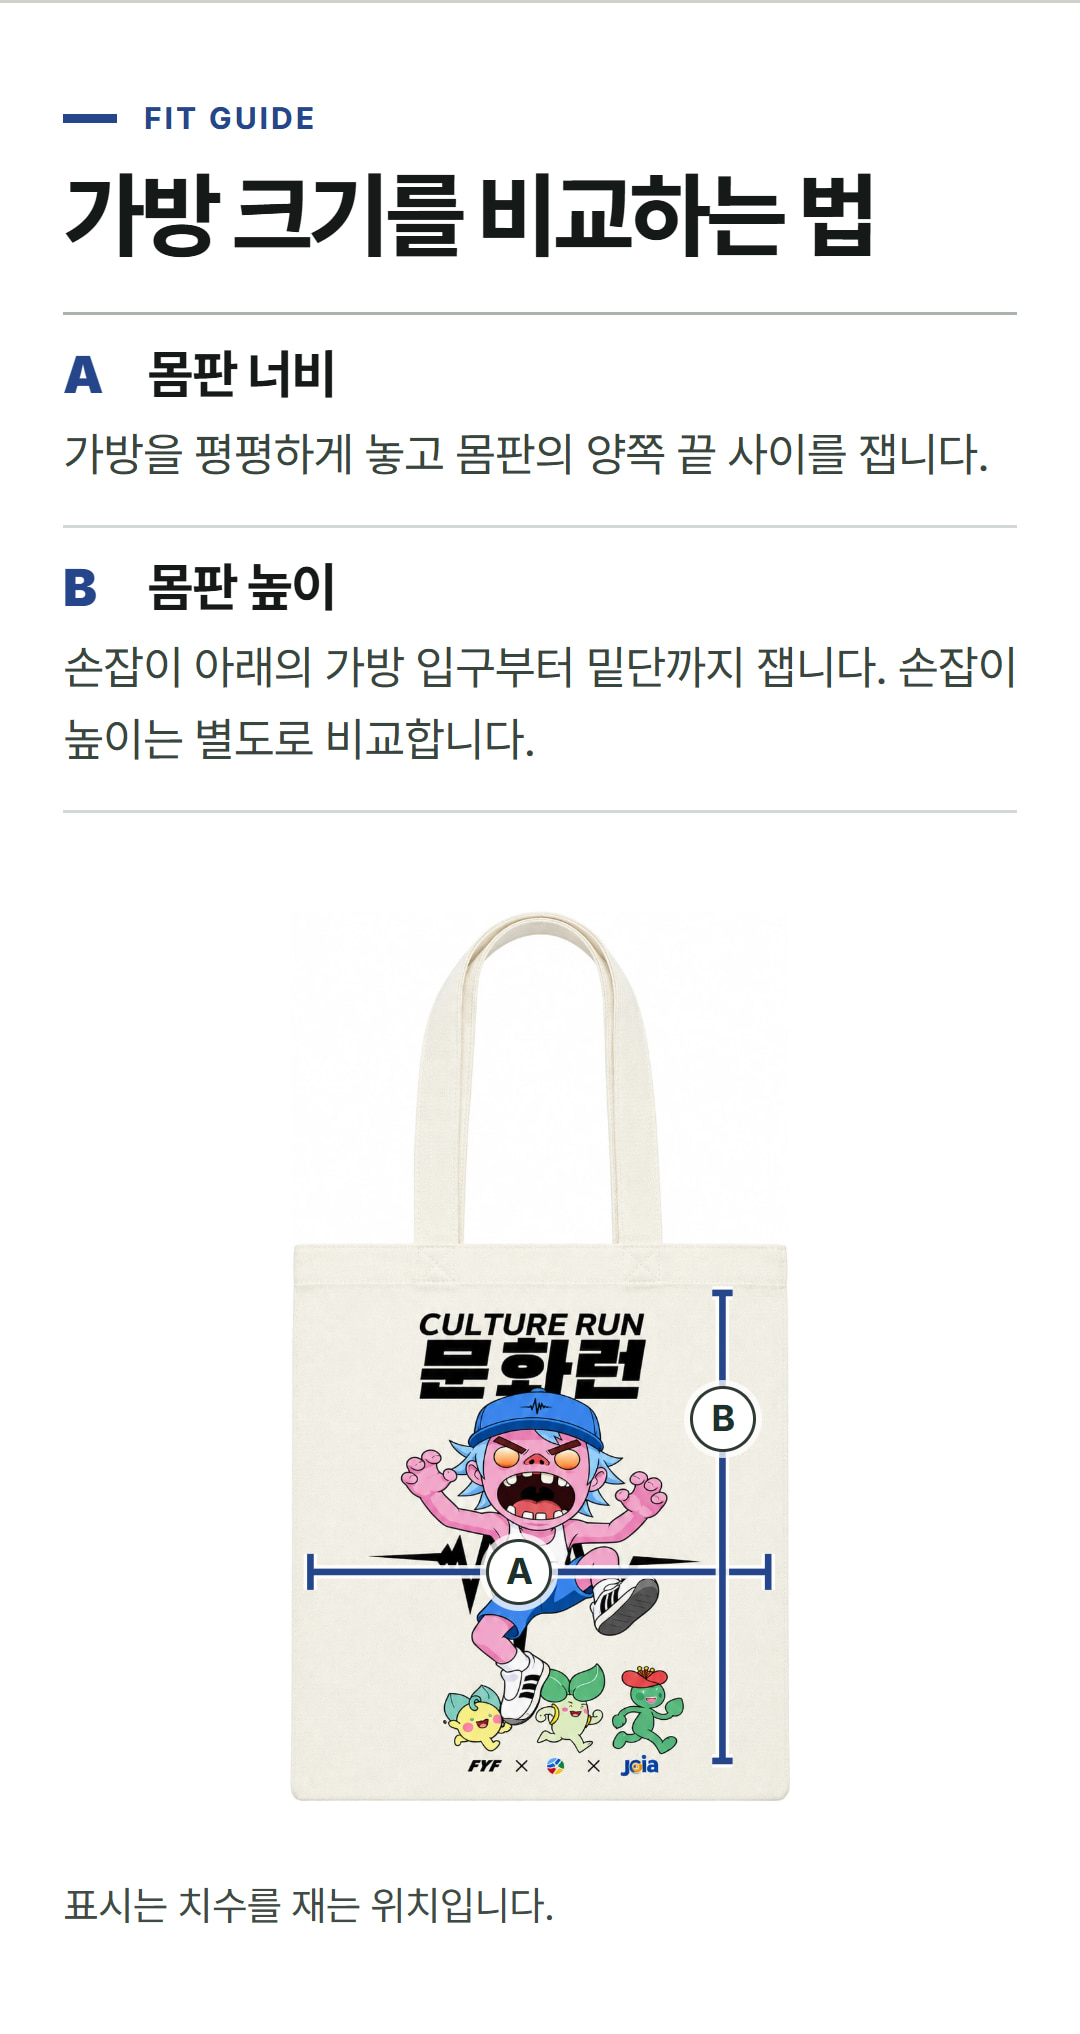 FIT GUIDE
가방 크기를 비교하는 법
A 몸판 너비
가방을 평평하게 놓고 몸판의 양쪽 끝 사이를 잽니다.
B 몸판 높이
손잡이 아래의 가방 입구부터 밑단까지 잽니다. 손잡이
높이는 별도로 비교합니다.
CULTURE RUN
문화런
B
A
FYF × × Joia
표시는 치수를 재는 위치입니다.